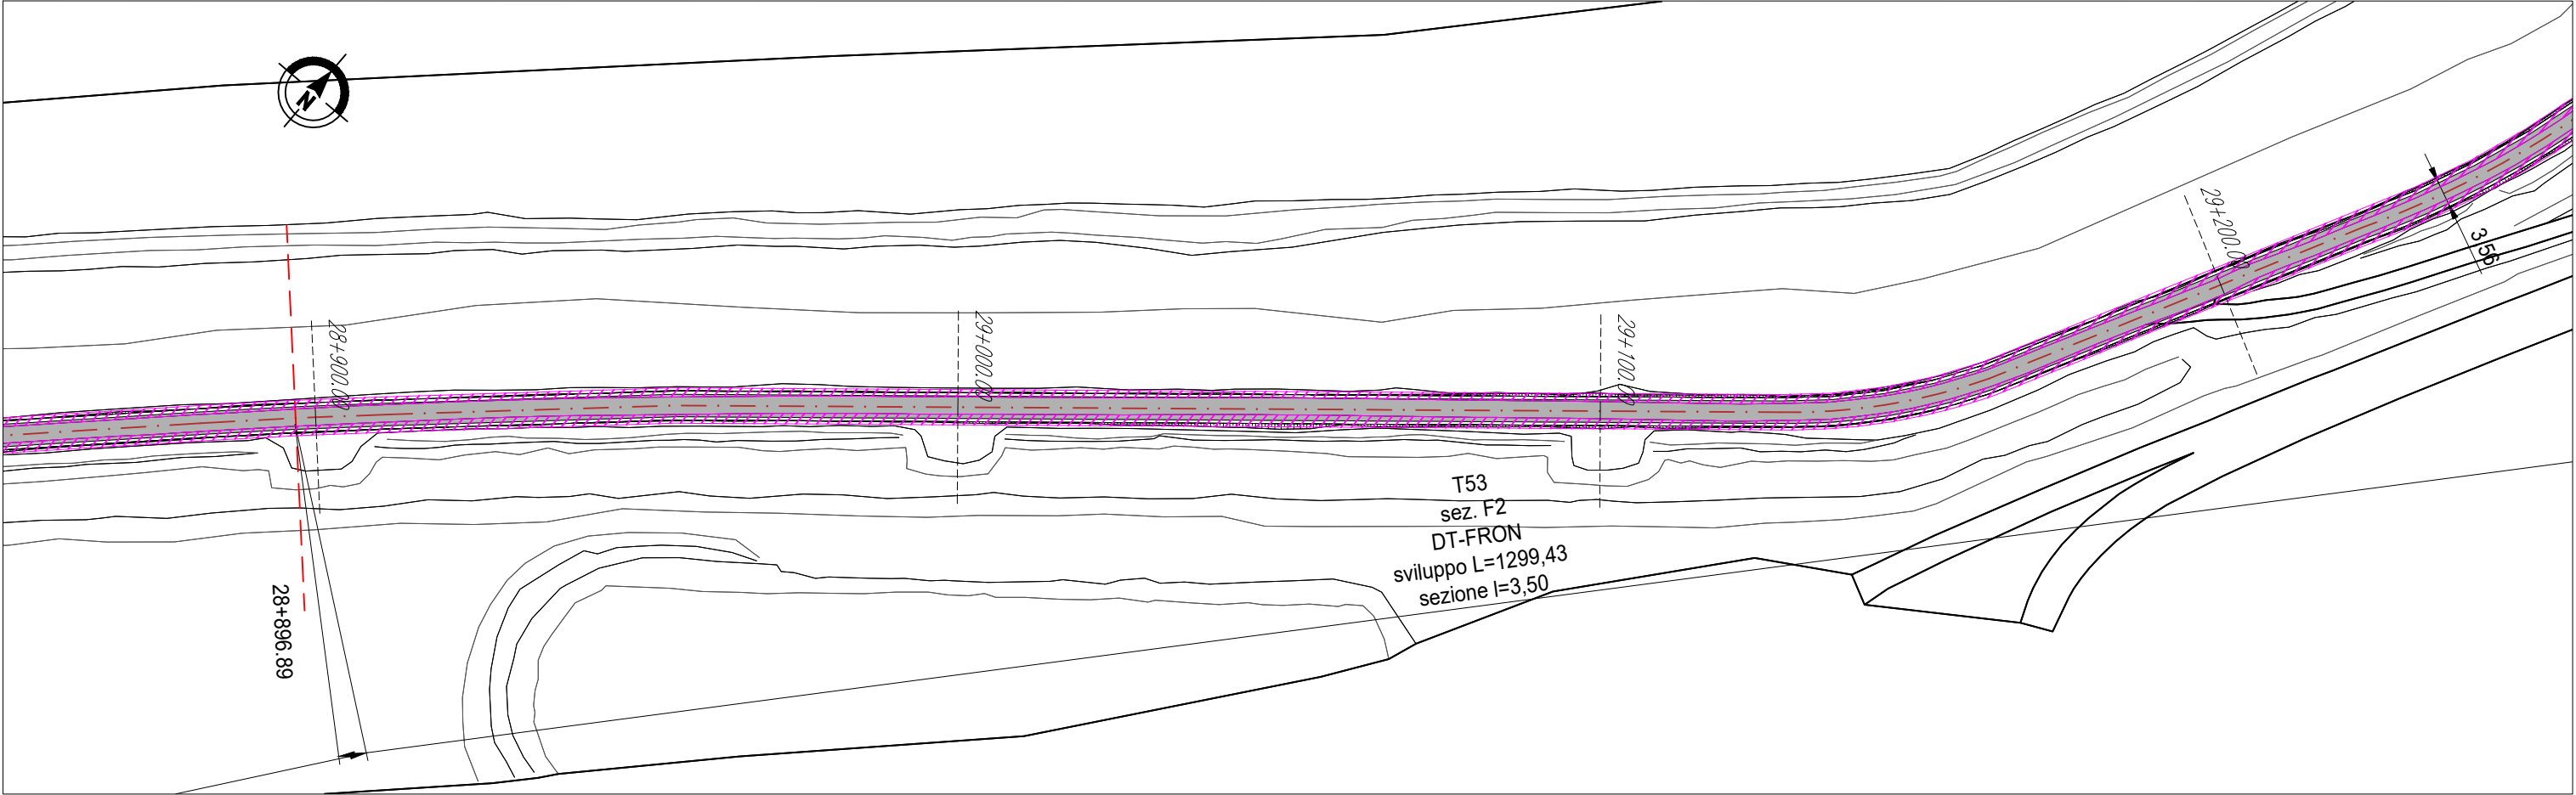 N
28+900.00
29+000.00
29+100.00
29+200.00
3,56
28+896.89
T53
sez. F2
DT-FRON
sviluppo L=1299,43
sezione l=3,50